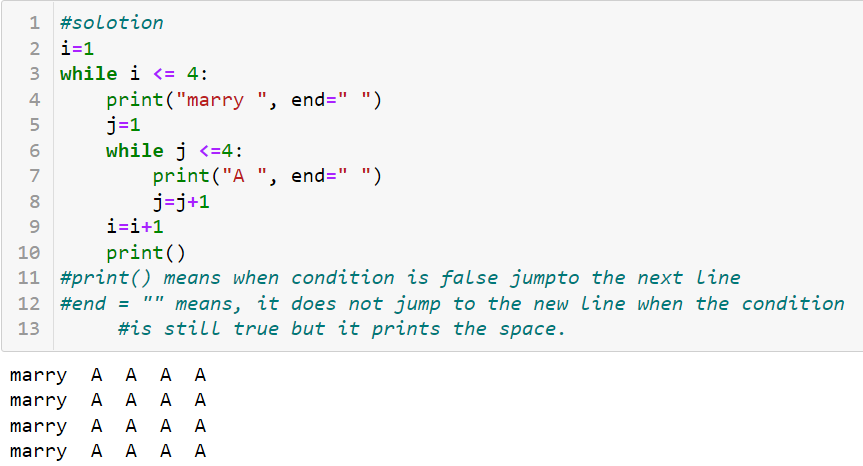 1 #solotion
2 i=1
3 while i <= 4:
4     print("marry ", end=" ")
5     j=1
6     while j <=4:
7         print("A ", end=" ")
8         j=j+1
9     i=i+1
10     print()
11 #print() means when condition is false jumpto the next line
12 #end = "" means, it does not jump to the new line when the condition
13      #is still true but it prints the space.
marry  A  A  A  A
marry  A  A  A  A
marry  A  A  A  A
marry  A  A  A  A